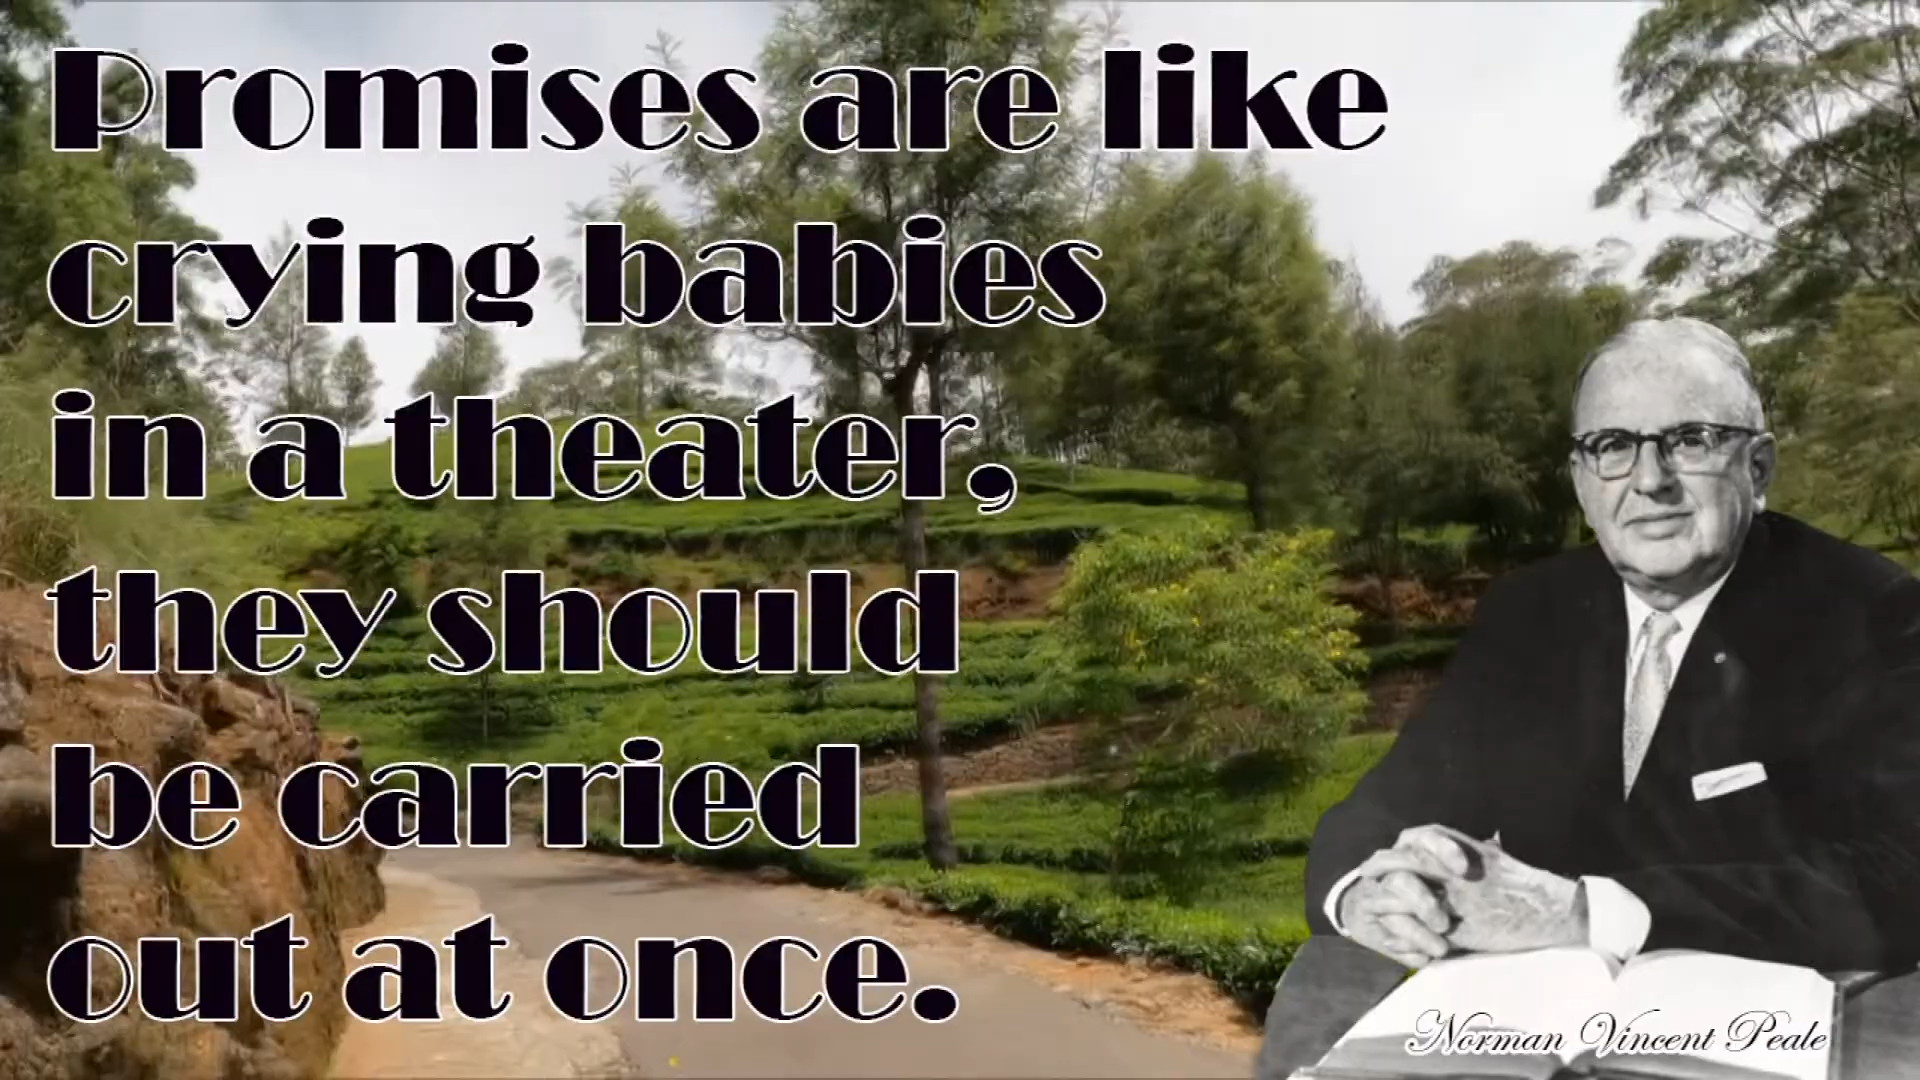 Promises are like
crying babies
in a theater,
they should
be carried
out at once.
Norman Vincent Peale